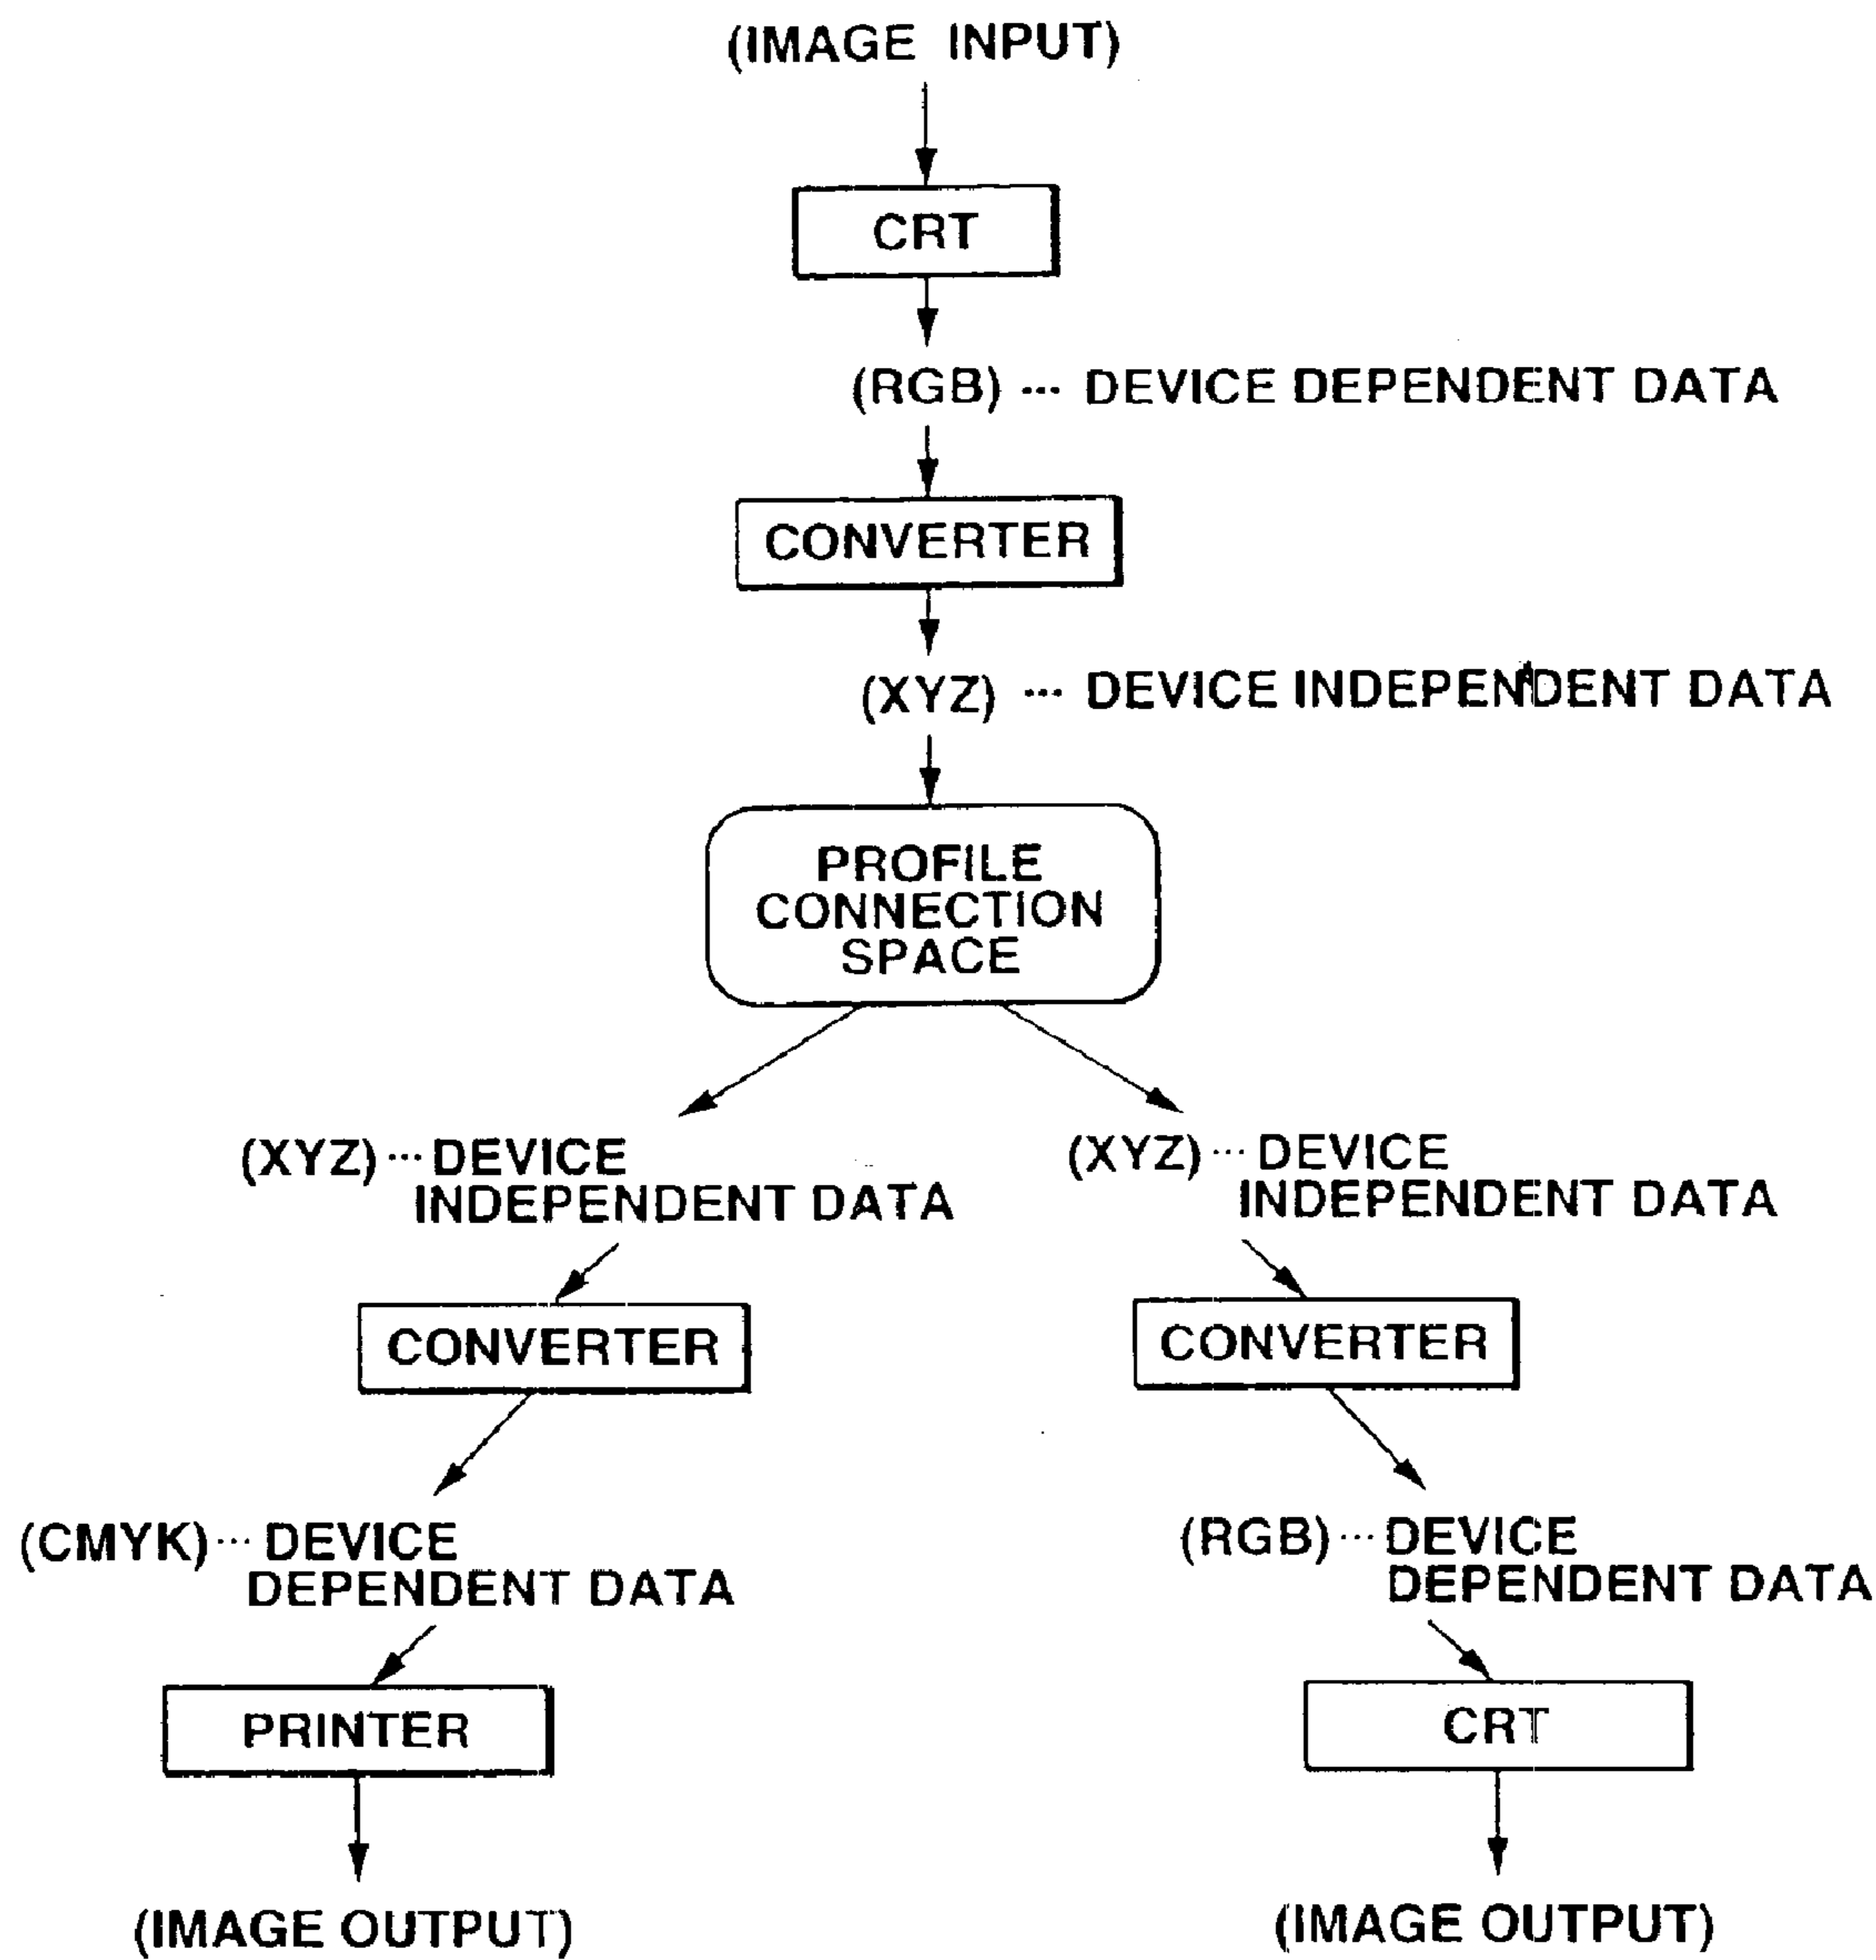 (IMAGE INPUT)
CRT
(RGB) ··· DEVICE DEPENDENT DATA
CONVERTER
(XYZ) ··· DEVICE INDEPENDENT DATA
PROFILE
CONNECTION
SPACE
(XYZ) ··· DEVICE
INDEPENDENT DATA
(XYZ) ··· DEVICE
INDEPENDENT DATA
CONVERTER
CONVERTER
(CMYK) ··· DEVICE
DEPENDENT DATA
(RGB) ··· DEVICE
DEPENDENT DATA
PRINTER
CRT
(IMAGE OUTPUT)
(IMAGE OUTPUT)